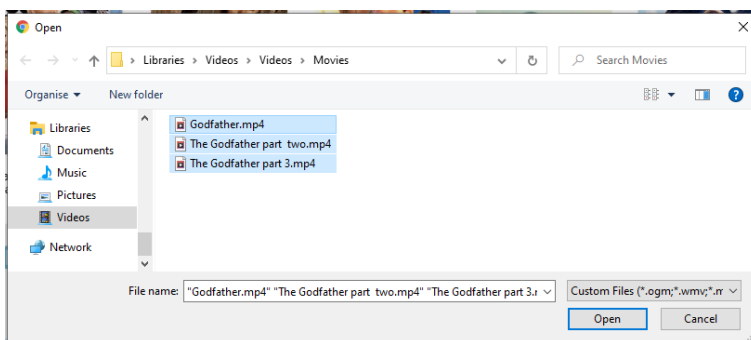 Open
Libraries > Videos > Videos > Movies
Search Movies
Organise
New folder
Libraries
Documents
Music
Pictures
Videos
Network
Godfather.mp4
The Godfather part  two.mp4
The Godfather part 3.mp4
File name: "Godfather.mp4" "The Godfather part  two.mp4" "The Godfather part 3.r
Custom Files (*.ogm;*.wmv;*.m
Open
Cancel